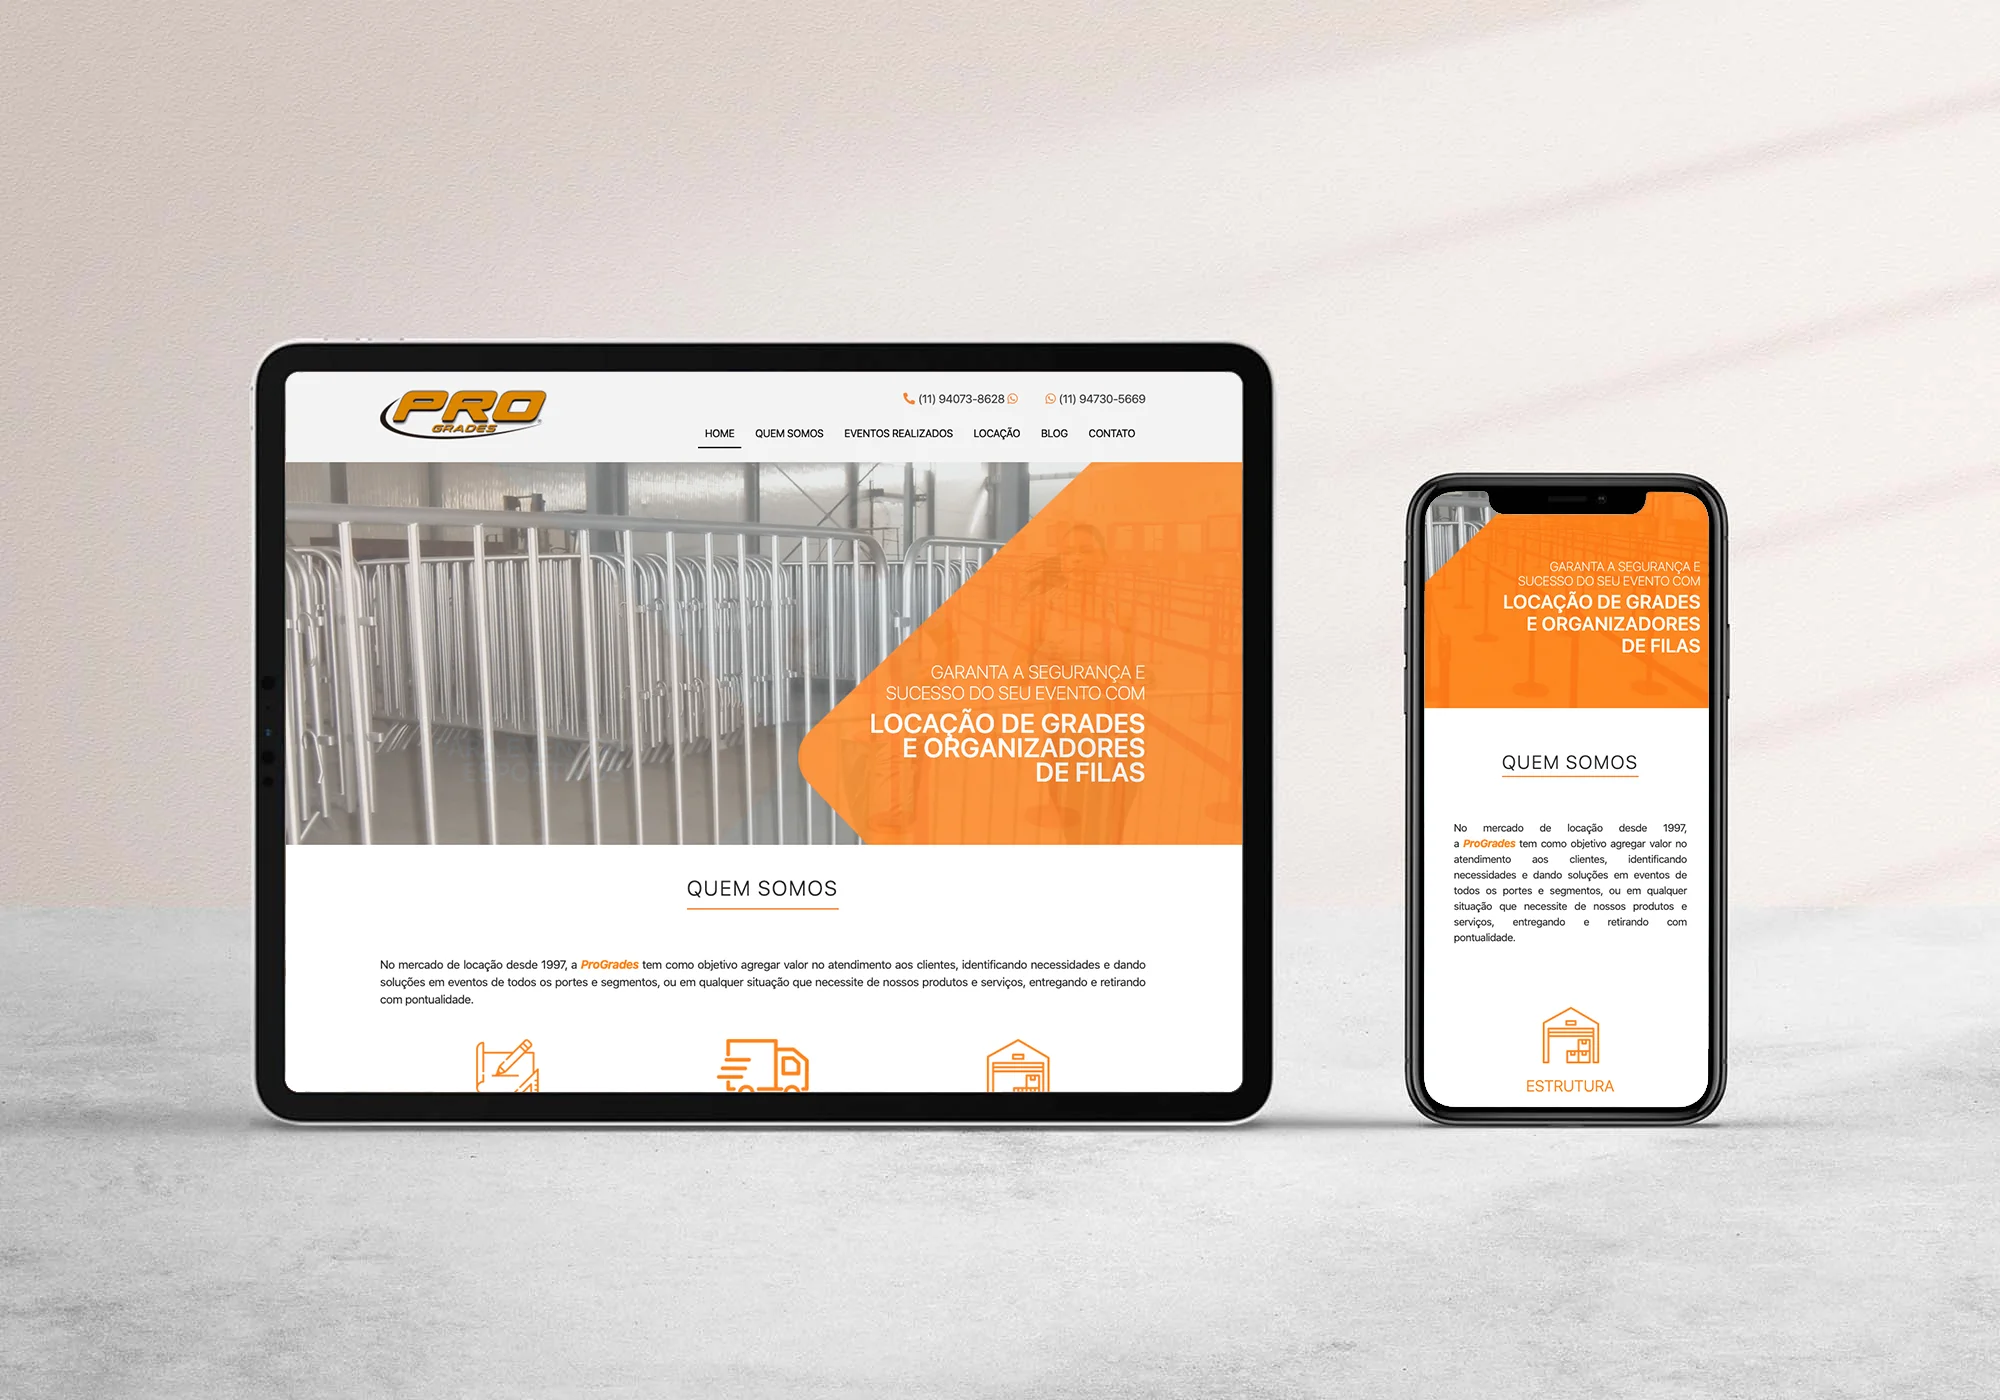 PRO
GRADES
(11) 94073-8628
(11) 94730-5669
HOME QUEM SOMOS EVENTOS REALIZADOS LOCAÇÃO BLOG CONTATO
GARANTA A SEGURANÇA E
SUCESSO DO SEU EVENTO COM
LOCAÇÃO DE GRADES
E ORGANIZADORES
DE FILAS
QUEM SOMOS
No mercado de locação desde 1997, a ProGrades tem como objetivo agregar valor no atendimento aos clientes, identificando necessidades e dando
soluções em eventos de todos os portes e segmentos, ou em qualquer situação que necessite de nossos produtos e serviços, entregando e retirando
com pontualidade.
GARANTA A SEGURANÇA E
SUCESSO DO SEU EVENTO COM
LOCAÇÃO DE GRADES
E ORGANIZADORES
DE FILAS
QUEM SOMOS
No mercado de locação desde 1997,
a ProGrades tem como objetivo agregar valor no
atendimento aos clientes, identificando
necessidades e dando soluções em eventos de
todos os portes e segmentos, ou em qualquer
situação que necessite de nossos produtos e
serviços, entregando e retirando com
pontualidade.
ESTRUTURA